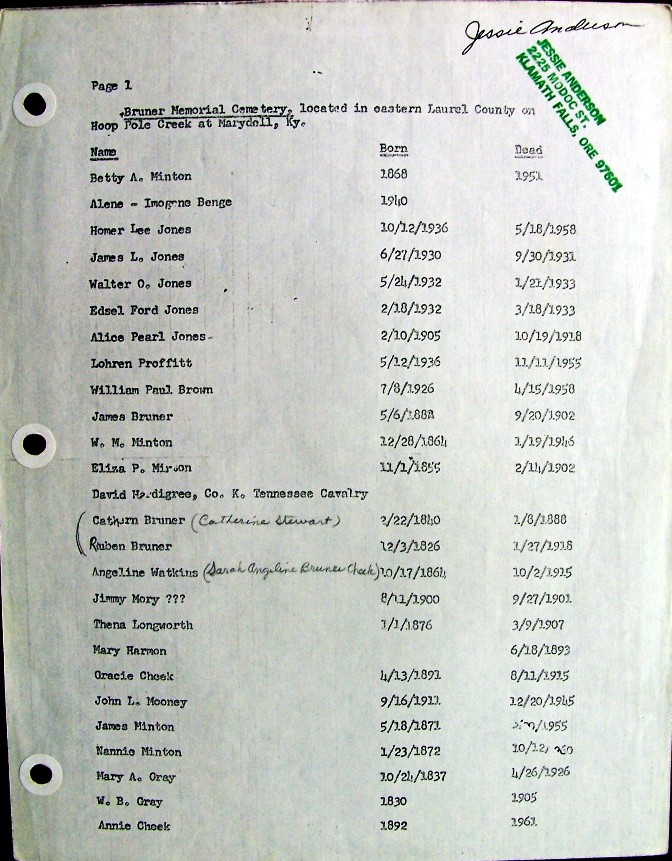 Jessie Anderson
JESSIE ANDERSON
2225 MODOC ST.
KLAMATH FALLS, ORE 97601
Page 1
Bruner Memorial Cemetery, located in eastern Laurel County on
Hoop Pole Creek at Marydell, Ky.
Name Born Dead
Betty A. Minton 1868 1951
Alene - Imogene Benge 1940
Homer Lee Jones 10/12/1936 5/18/1958
James L. Jones 6/27/1930 9/30/1931
Walter O. Jones 5/24/1932 1/21/1933
Edsel Ford Jones 2/18/1932 3/18/1933
Alice Pearl Jones- 2/10/1905 10/19/1918
Lohren Proffitt 5/12/1936 11/11/1955
William Paul Brown 7/8/1926 4/15/1958
James Bruner 9/20/1902
W. M. Minton 12/28/1864 1/19/1946
Eliza P. 11/1/1855 2/14/1902
David Co. K. Tennessee Cavalry
Cathurn Bruner (Catherine Stewart) 2/22/1840 1/8/1888
Ruben Bruner 12/3/1826 1/27/1918
Angeline Watkins (Sarah Angeline Bruner Cheek) 10/17/1864 10/2/1915
Jimmy Mory ??? 8/11/1900 9/27/1901
Thena Longworth 1/1/1876 3/9/1907
Mary Harmon 6/18/1893
Gracie Cheek 4/13/1891 8/11/1915
John L. Mooney 9/16/1911 12/20/1945
James Minton 5/18/1871
Nannie Minton 1/23/1872
Mary A. Gray 10/24/1837 4/26/1926
W. B. Gray 1830 1905
Annie Cheek 1892 1961